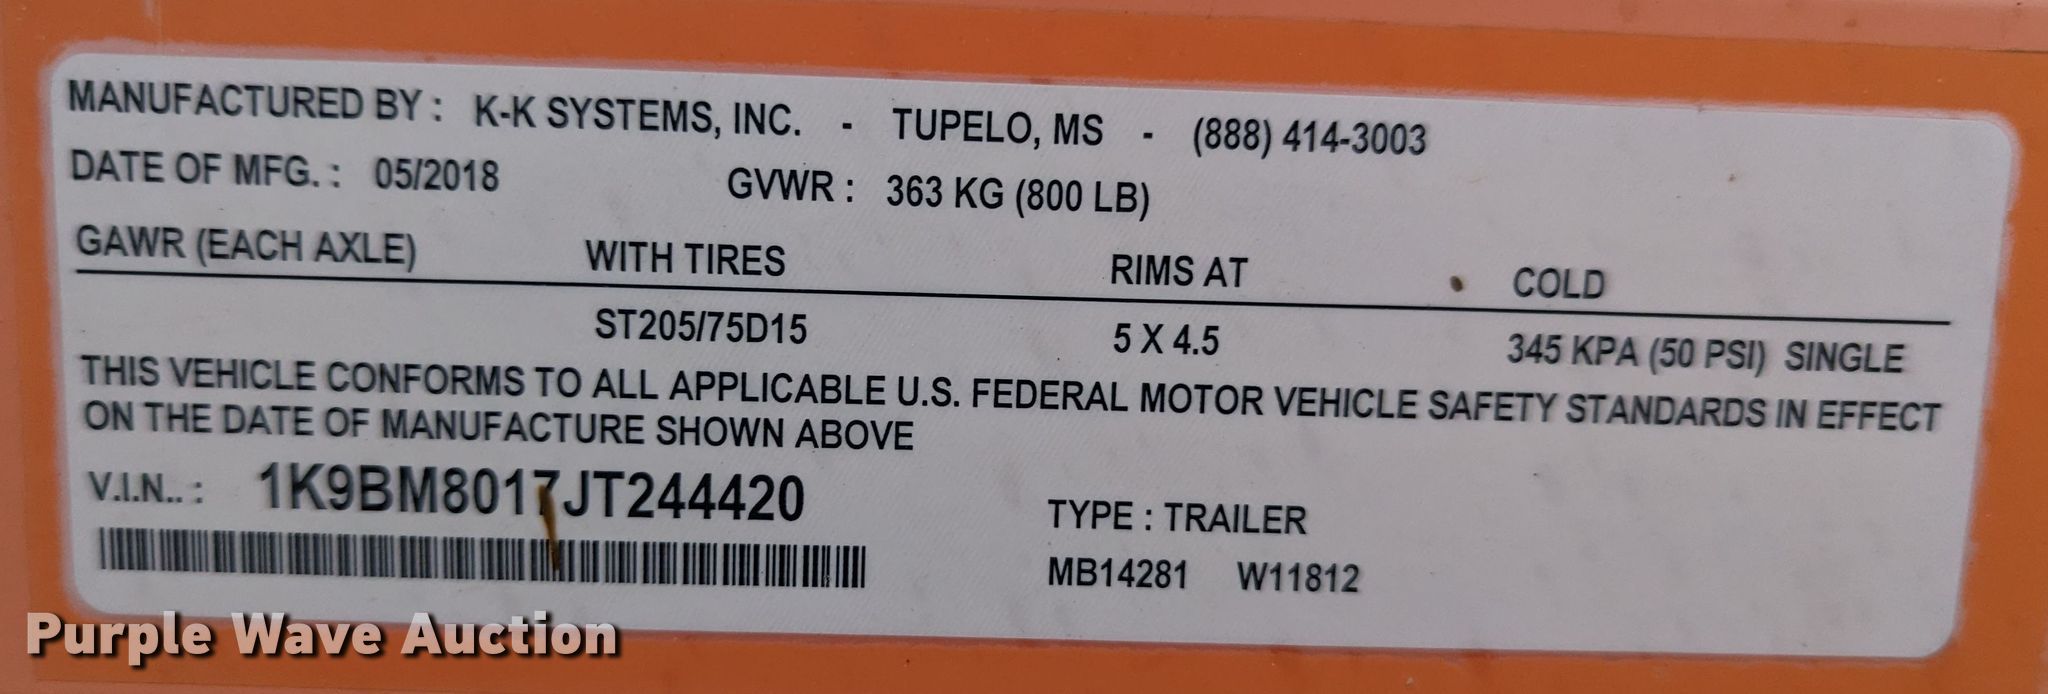 MANUFACTURED BY : K-K SYSTEMS, INC. - TUPELO, MS - (888) 414-3003
DATE OF MFG. : 05/2018 GVWR : 363 KG (800 LB)
GAWR (EACH AXLE) WITH TIRES RIMS AT COLD
ST205/75D15 5 X 4.5 345 KPA (50 PSI) SINGLE
THIS VEHICLE CONFORMS TO ALL APPLICABLE U.S. FEDERAL MOTOR VEHICLE SAFETY STANDARDS IN EFFECT
ON THE DATE OF MANUFACTURE SHOWN ABOVE
V.I.N.. : 1K9BM8017JT244420
TYPE : TRAILER
MB14281 W11812
Purple Wave Auction